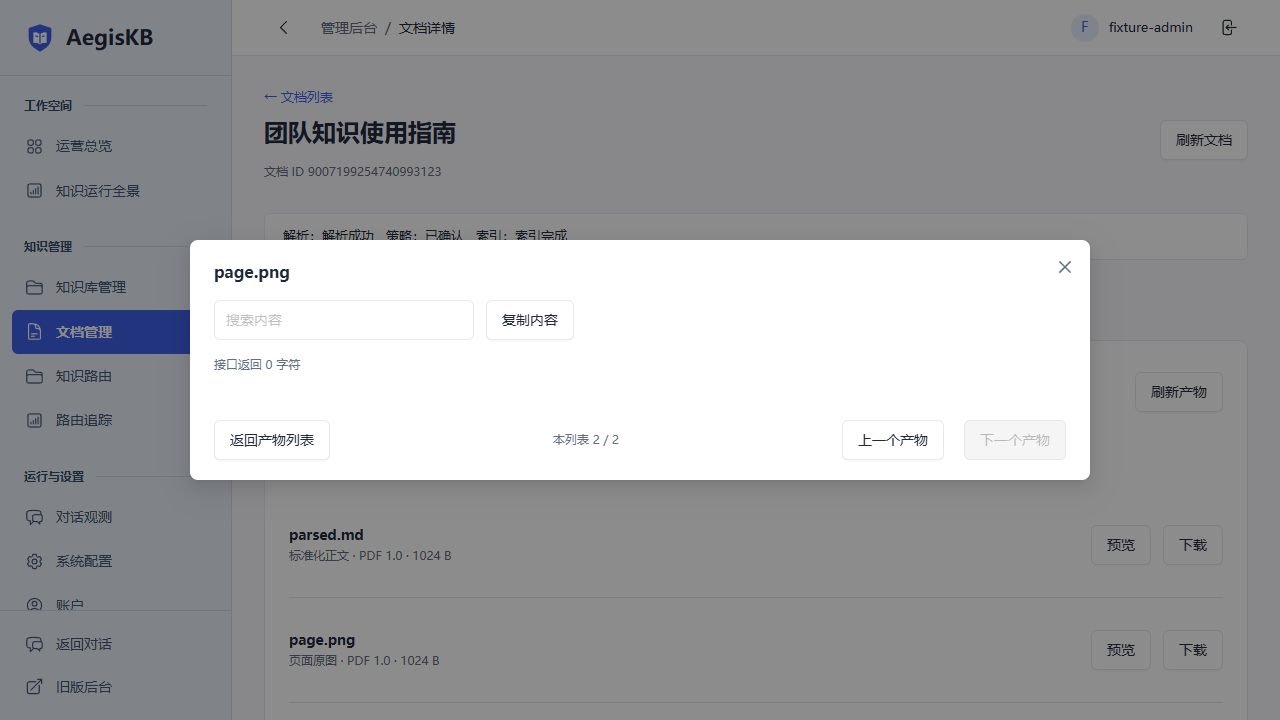 AegisKB
管理后台 / 文档详情
F
fixture-admin
工作空间
运营总览
知识运行全景
知识管理
知识库管理
文档管理
知识路由
路由追踪
运行与设置
对话观测
系统配置
账户
返回对话
旧版后台
← 文档列表
团队知识使用指南
文档 ID 9007199254740993123
刷新文档
解析：解析成功 策略：已确认 索引：索引完成
page.png
搜索内容
复制内容
接口返回 0 字符
返回产物列表
本列表 2 / 2
上一个产物
下一个产物
刷新产物
parsed.md
标准化正文 · PDF 1.0 · 1024 B
预览
下载
page.png
页面原图 · PDF 1.0 · 1024 B
预览
下载